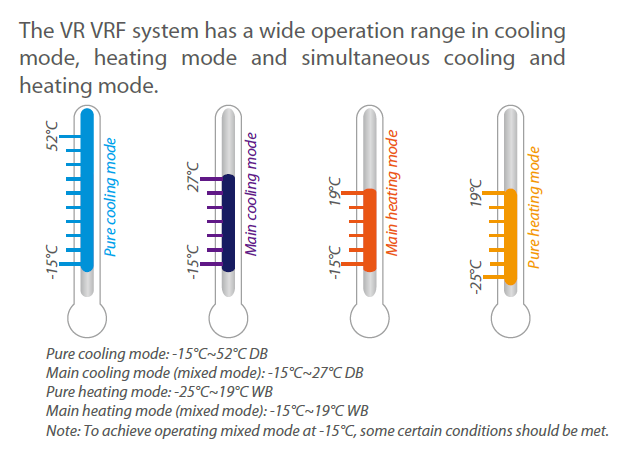 The VR VRF system has a wide operation range in cooling
mode, heating mode and simultaneous cooling and
heating mode.
52°C
-15°C
Pure cooling mode
27°C
-15°C
Main cooling mode
19°C
-15°C
Main heating mode
19°C
-25°C
Pure heating mode
Pure cooling mode: -15°C~52°C DB
Main cooling mode (mixed mode): -15°C~27°C DB
Pure heating mode: -25°C~19°C WB
Main heating mode (mixed mode): -15°C~19°C WB
Note: To achieve operating mixed mode at -15°C, some certain conditions should be met.